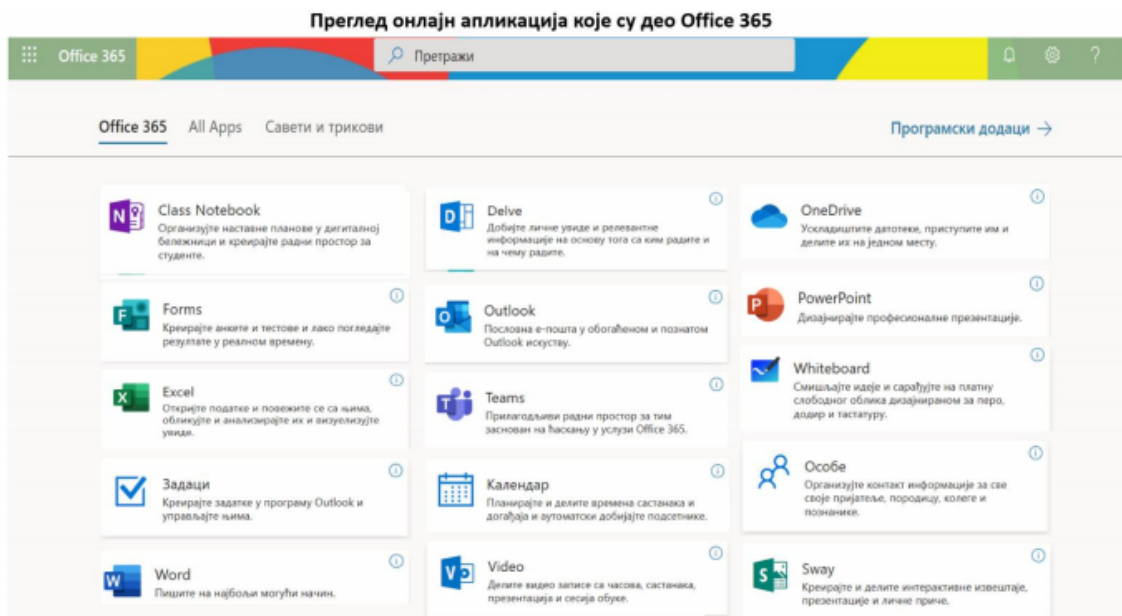 Преглед онлајн апликација које су део Office 365
Office 365
Претражи
?
Office 365 All Apps Савети и трикови
Програмски додаци →
Class Notebook
Организујте наставне планове у дигиталној
бележници и креирајте радни простор за
студенте.
Delve
Добијте личне увиде и релевантне
информације на основу тога са ким радите и
на чему радите.
OneDrive
Ускладиштите датотеке, приступите им и
делите их на једном месту.
Forms
Креирајте анкете и тестове и лако погледајте
резултате у реалном времену.
Outlook
Пословна е-пошта у обогаћеном и познатом
Outlook искуству.
PowerPoint
Дизајнирајте професионалне презентације.
Excel
Откријте податке и повежите се са њима,
обликујте и анализирајте их и визуелизујте
увиде.
Teams
Прилагодљиви радни простор за тим
заснован на ћаскању у услузи Office 365.
Whiteboard
Смишљајте идеје и сарађујте на платну
слободног облика дизајнираном за перо,
додир и тастатуру.
Задаци
Креирајте задатке у програму Outlook и
управљајте њима.
Календар
Планирајте и делите времена састанака и
догађаја и аутоматски добијајте подсетнике.
Особе
Организујте контакт информације за све
своје пријатеље, породицу, колеге и
познанике.
Word
Пишите на најбољи могући начин.
Video
Делите видео записе са часова, састанака,
презентација и сесија обуке.
Sway
Креирајте и делите интерактивне извештаје,
презентације и личне приче.